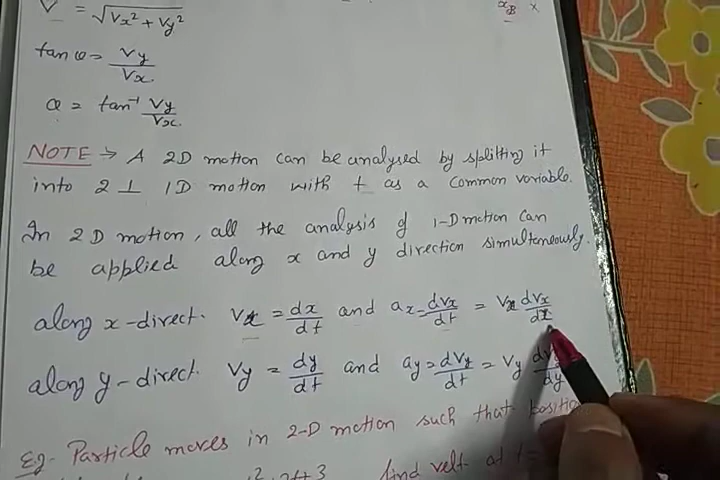 V = √Vx² + Vy²
x_B x
tan θ = Vy/Vx
θ = tan⁻¹ Vy/Vx.
NOTE → A 2D motion can be analysed by splitting it
into 2 ⊥ 1D motion with t as a common variable.
In 2D motion, all the analysis of 1-D motion can
be applied along x and y direction simultaneously.
along x-direct. Vx = dx/dt and ax = dvx/dt = Vx dvx/dx
along y-direct. Vy = dy/dt and ay = dvy/dt = Vy dvy/dy
Eg- Particle moves in 2-D motion such that
find velt. at t =